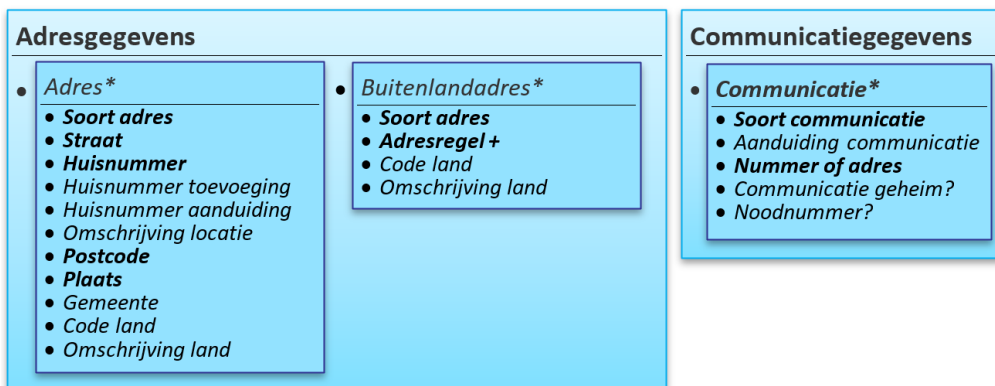 Adresgegevens
Adres*
Soort adres
Straat
Huisnummer
Huisnummer toevoeging
Huisnummer aanduiding
Omschrijving locatie
Postcode
Plaats
Gemeente
Code land
Omschrijving land
Buitenlandadres*
Soort adres
Adresregel +
Code land
Omschrijving land
Communicatiegegevens
Communicatie*
Soort communicatie
Aanduiding communicatie
Nummer of adres
Communicatie geheim?
Noodnummer?